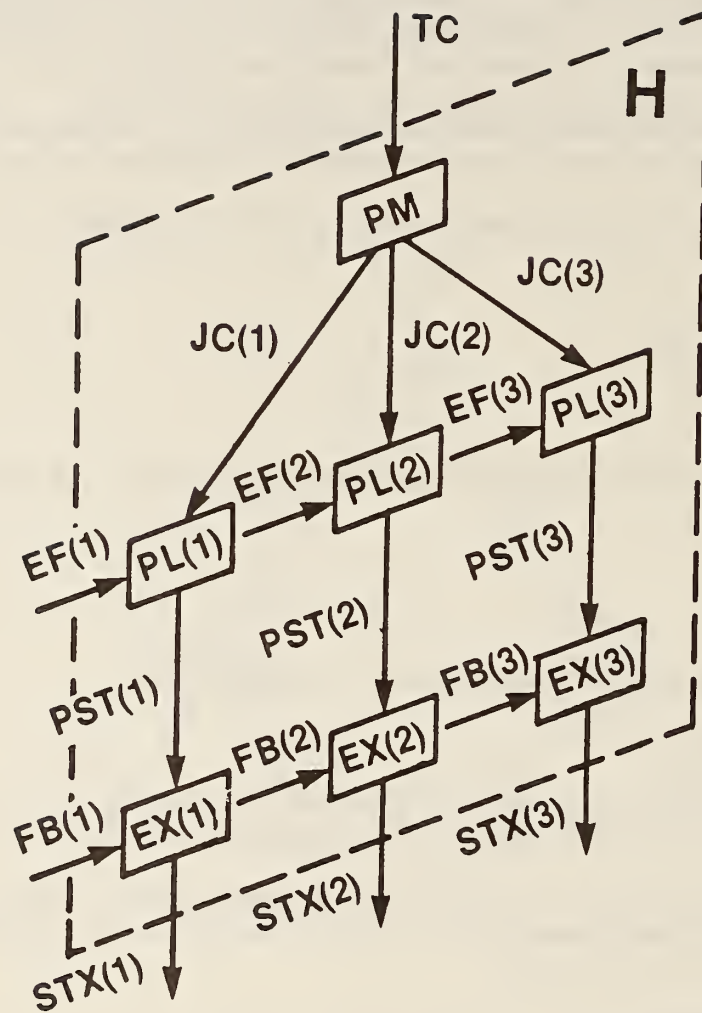 TC
H
PM
JC(1)
JC(2)
JC(3)
EF(1)
PL(1)
EF(2)
PL(2)
EF(3)
PL(3)
PST(1)
PST(2)
PST(3)
FB(1)
EX(1)
FB(2)
EX(2)
FB(3)
EX(3)
STX(1)
STX(2)
STX(3)